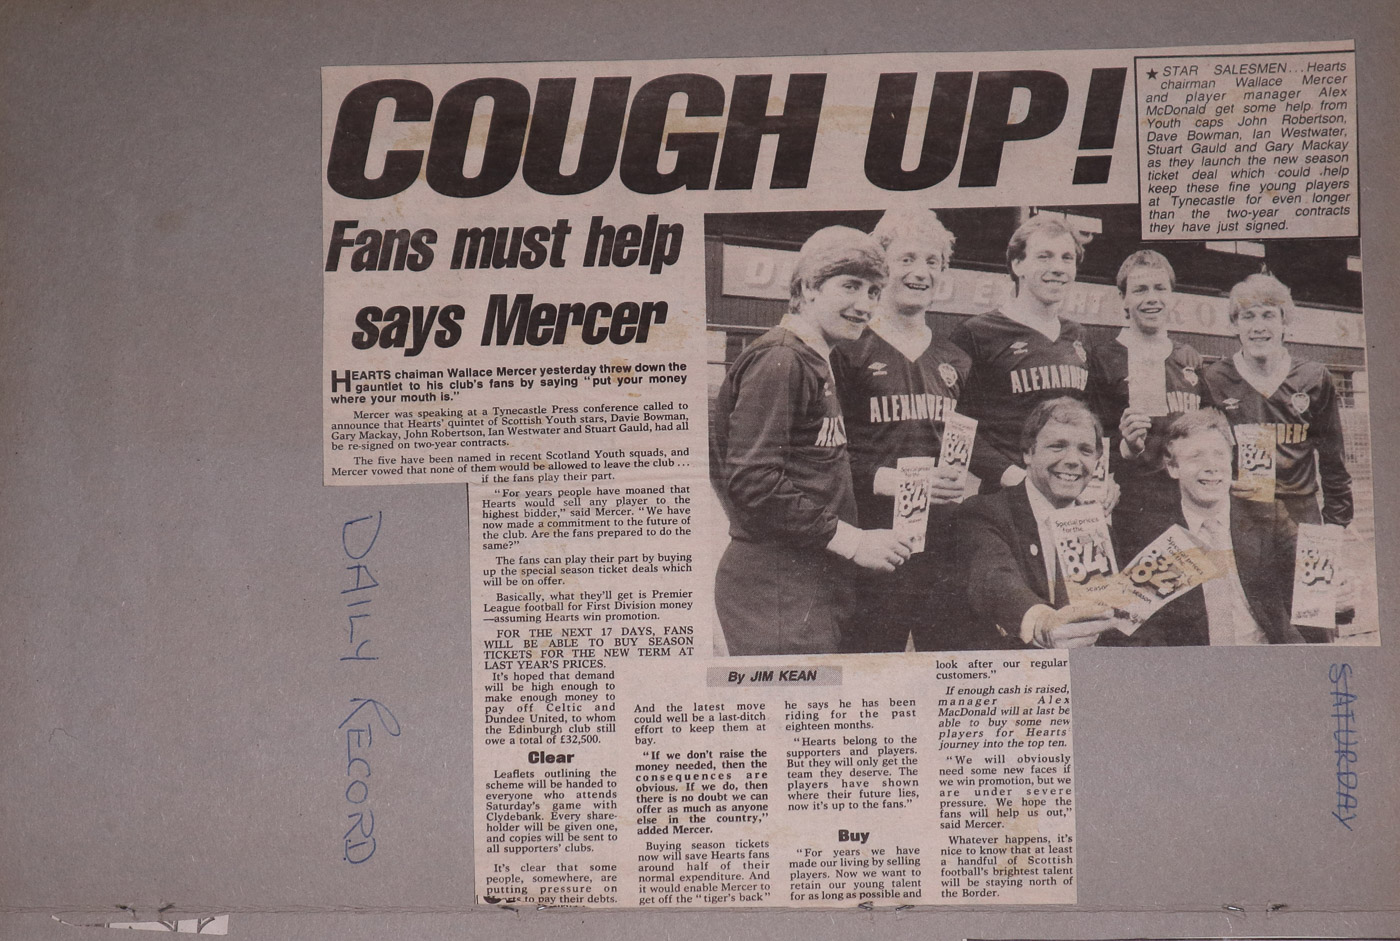 COUGH UP!
★ STAR SALESMEN...Hearts
chairman Wallace Mercer
and player manager Alex
McDonald get some help from
Youth caps John Robertson,
Dave Bowman, Ian Westwater,
Stuart Gauld and Gary Mackay
as they launch the new season
ticket deal which could help
keep these fine young players
at Tynecastle for even longer
than the two-year contracts
they have just signed.
Fans must help
says Mercer
HEARTS chaiman Wallace Mercer yesterday threw down the
gauntlet to his club's fans by saying "put your money
where your mouth is."
Mercer was speaking at a Tynecastle Press conference called to
announce that Hearts' quintet of Scottish Youth stars, Davie Bowman,
Gary Mackay, John Robertson, Ian Westwater and Stuart Gauld, had all
be re-signed on two-year contracts.
The five have been named in recent Scotland Youth squads, and
Mercer vowed that none of them would be allowed to leave the club ...
if the fans play their part.
"For years people have moaned that
Hearts would sell any player to the
highest bidder," said Mercer. "We have
now made a commitment to the future of
the club. Are the fans prepared to do the
same?"
The fans can play their part by buying
up the special season ticket deals which
will be on offer.
Basically, what they'll get is Premier
League football for First Division money
—assuming Hearts win promotion.
FOR THE NEXT 17 DAYS, FANS
WILL BE ABLE TO BUY SEASON
TICKETS FOR THE NEW TERM AT
LAST YEAR'S PRICES.
It's hoped that demand
will be high enough to
make enough money to
pay off Celtic and
Dundee United, to whom
the Edinburgh club still
owe a total of £32,500.
Clear
Leaflets outlining the
scheme will be handed to
everyone who attends
Saturday's game with
Clydebank. Every share-
holder will be given one,
and copies will be sent to
all supporters' clubs.
It's clear that some
people, somewhere, are
putting pressure on
to pay their debts.
By JIM KEAN
And the latest move
could well be a last-ditch
effort to keep them at
bay.
"If we don't raise the
money needed, then the
consequences are
obvious. If we do, then
there is no doubt we can
offer as much as anyone
else in the country,"
added Mercer.
Buying season tickets
now will save Hearts fans
around half of their
normal expenditure. And
it would enable Mercer to
get off the "tiger's back"
he says he has been
riding for the past
eighteen months.
"Hearts belong to the
supporters and players.
But they will only get the
team they deserve. The
players have shown
where their future lies,
now it's up to the fans."
Buy
"For years we have
made our living by selling
players. Now we want to
retain our young talent
for as long as possible and
look after our regular
customers."
If enough cash is raised,
manager Alex
MacDonald will at last be
able to buy some new
players for Hearts'
journey into the top ten.
"We will obviously
need some new faces if
we win promotion, but we
are under severe
pressure. We hope the
fans will help us out,"
said Mercer.
Whatever happens, it's
nice to know that at least
a handful of Scottish
football's brightest talent
will be staying north of
the Border.
ALEXANDERS
ALEXANDERS
Special prices
for the
83
84
season
DAILY RECORD
SATURDAY